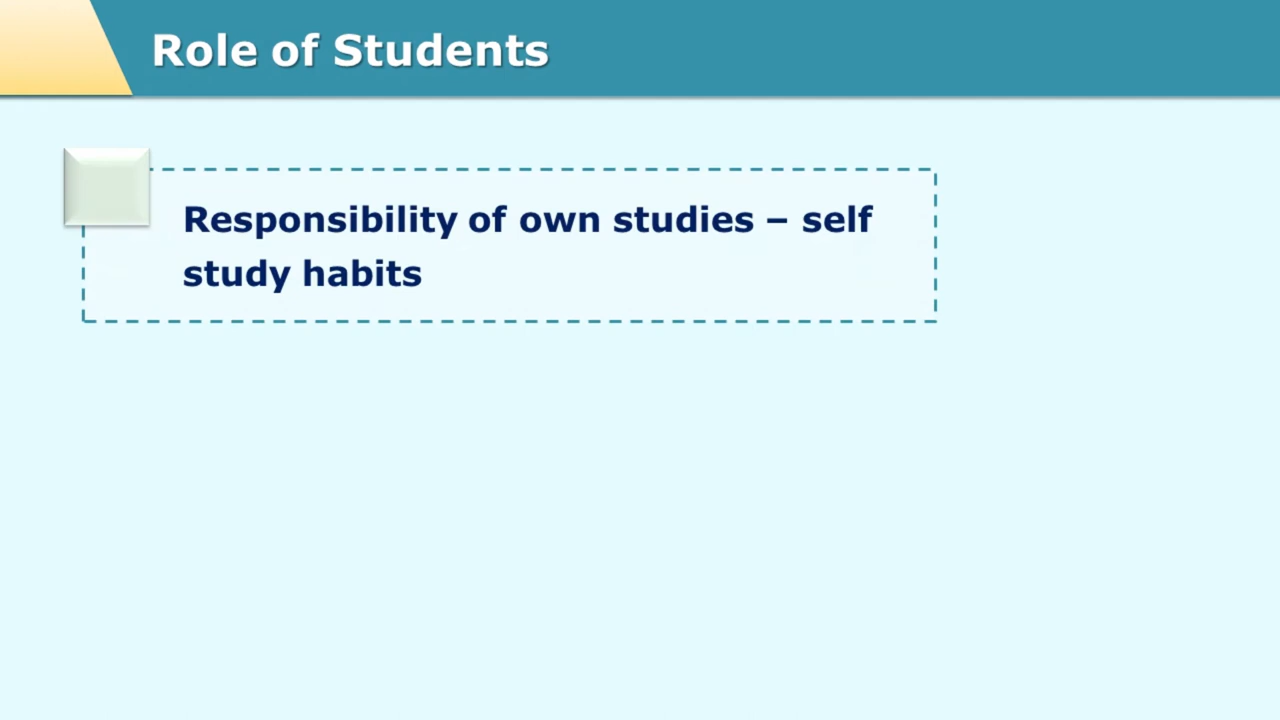 Role of Students
Responsibility of own studies – self
study habits